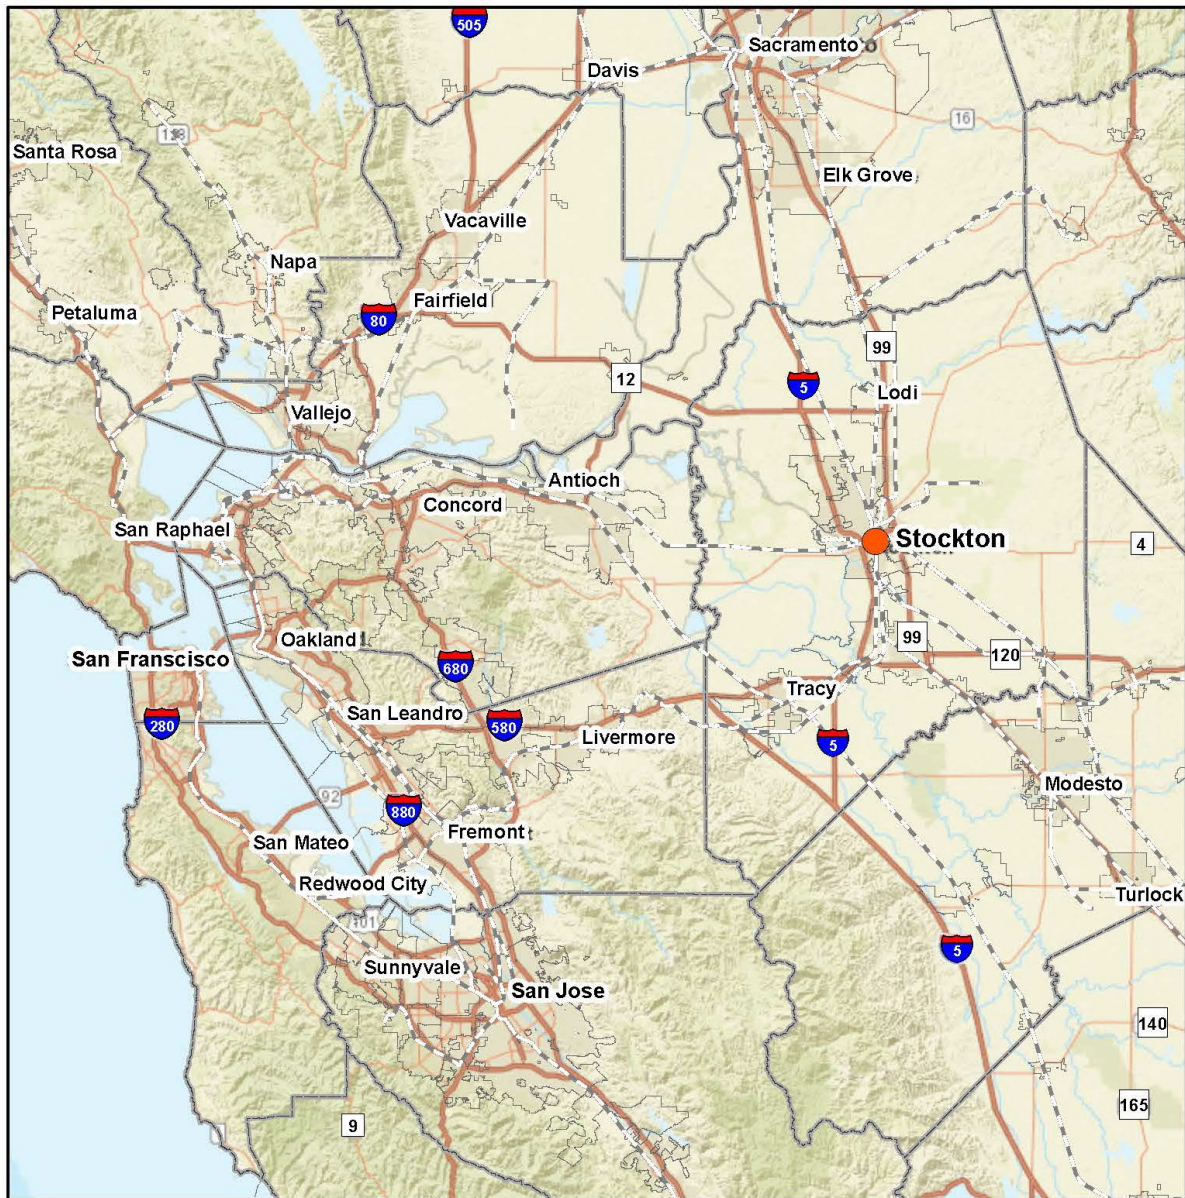 505
Sacramento
Davis
16
Santa Rosa
Elk Grove
Vacaville
Napa
Fairfield
Petaluma
80
99
12
5
Lodi
Vallejo
Antioch
Concord
San Raphael
Stockton
4
Oakland
99
San Franscisco
120
680
Tracy
San Leandro
280
580
Livermore
5
Modesto
92
880
Fremont
San Mateo
Redwood City
Turlock
101
5
Sunnyvale
San Jose
140
165
9